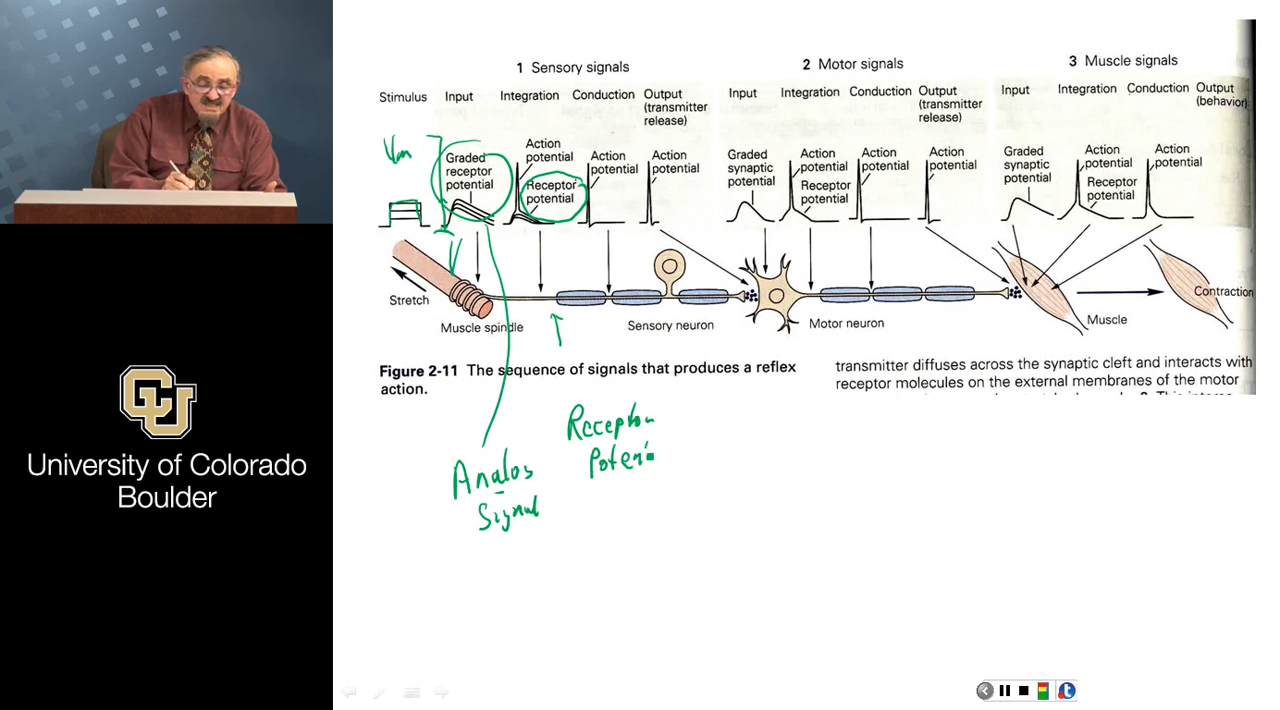 1 Sensory signals
2 Motor signals
3 Muscle signals
Stimulus
Input
Integration
Conduction
Output
(transmitter
release)
Input
Integration
Conduction
Output
(transmitter
release)
Input
Integration
Conduction
Output
(behavior)
Vm
Graded
receptor
potential
Action
potential
Receptor
potential
Action
potential
Action
potential
Graded
synaptic
potential
Action
potential
Receptor
potential
Action
potential
Action
potential
Graded
synaptic
potential
Action
potential
Receptor
potential
Action
potential
Stretch
Muscle spindle
Sensory neuron
Motor neuron
Muscle
Contraction
Figure 2-11 The sequence of signals that produces a reflex
action.
transmitter diffuses across the synaptic cleft and interacts with
receptor molecules on the external membranes of the motor
Analog
Signal
Receptor
Poten
CU
University of Colorado
Boulder